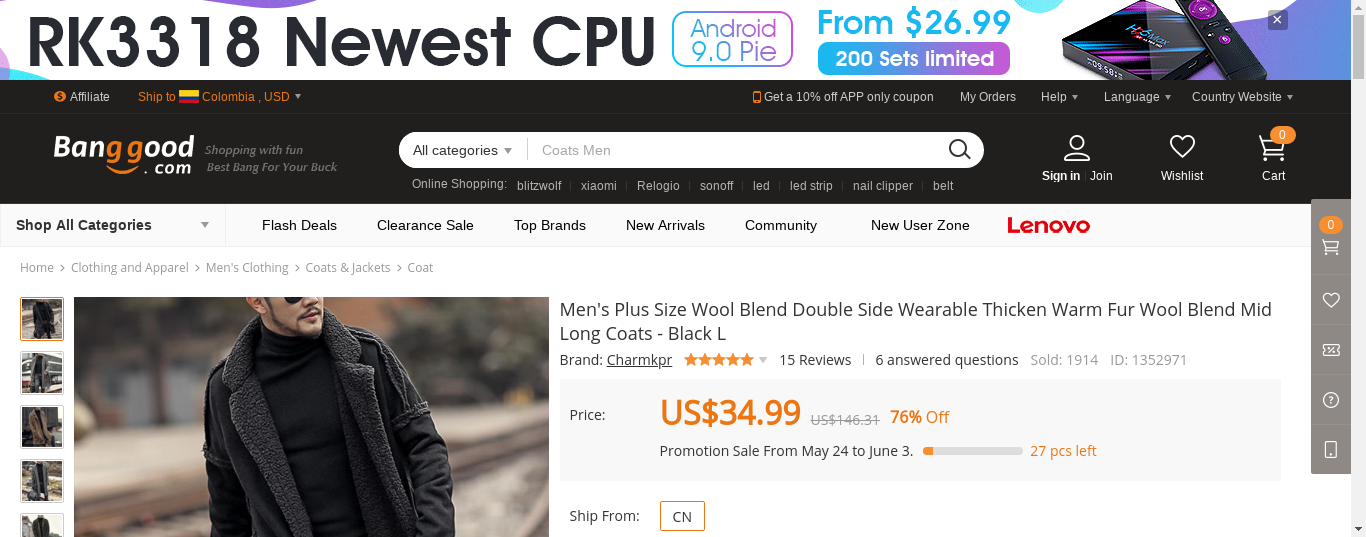 RK3318 Newest CPU
Android
9.0 Pie
From $26.99
200 Sets limited
H96 Max
Affiliate
Ship to Colombia , USD
Get a 10% off APP only coupon
My Orders
Help
Language
Country Website
Banggood
.com
Shopping with fun
Best Bang For Your Buck
All categories
Coats Men
Online Shopping: blitzwolf xiaomi Relogio sonoff led led strip nail clipper belt
Sign in Join
Wishlist
0
Cart
Shop All Categories
Flash Deals
Clearance Sale
Top Brands
New Arrivals
Community
New User Zone
Lenovo
0
Home > Clothing and Apparel > Men's Clothing > Coats & Jackets > Coat
Men's Plus Size Wool Blend Double Side Wearable Thicken Warm Fur Wool Blend Mid
Long Coats - Black L
Brand: Charmkpr 15 Reviews 6 answered questions Sold: 1914 ID: 1352971
Price: US$34.99 US$146.31 76% Off
Promotion Sale From May 24 to June 3. 27 pcs left
Ship From: CN